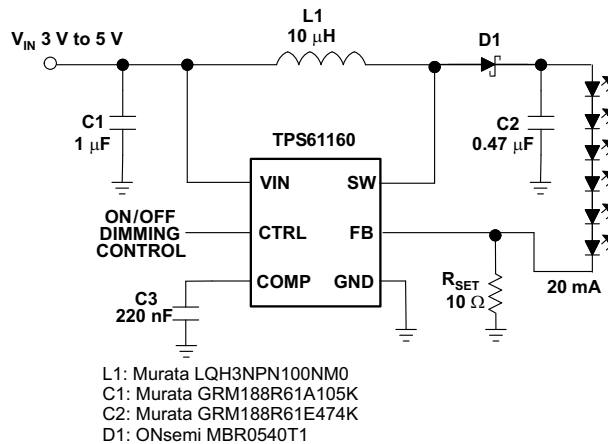 L1
10 μH
V_IN 3 V to 5 V
D1
C1
1 μF
TPS61160
C2
0.47 μF
VIN
SW
ON/OFF
DIMMING
CONTROL
CTRL
FB
COMP
GND
C3
220 nF
R_SET
10 Ω
20 mA
L1: Murata LQH3NPN100NM0
C1: Murata GRM188R61A105K
C2: Murata GRM188R61E474K
D1: ONsemi MBR0540T1